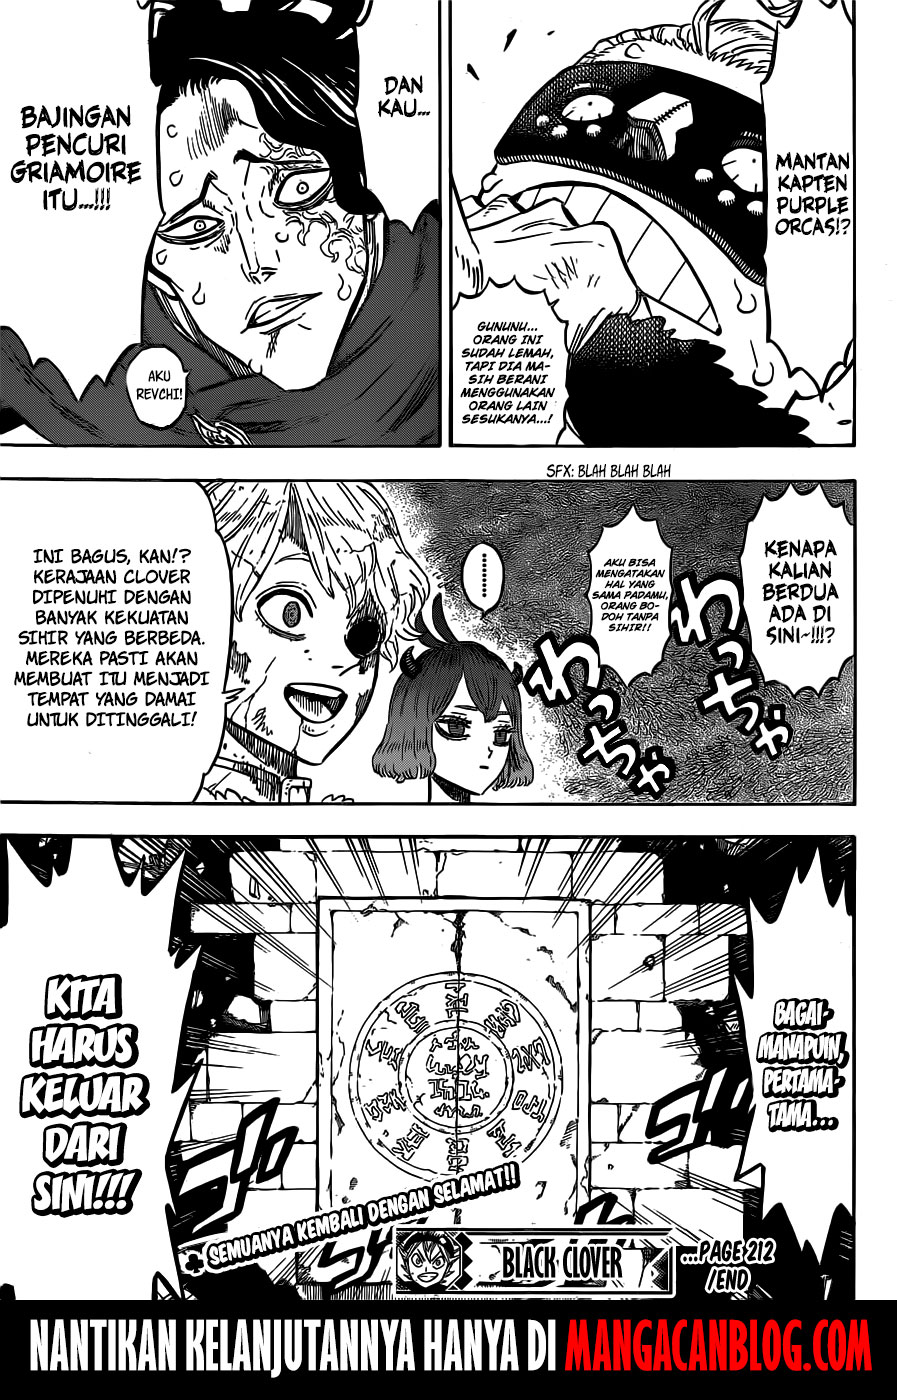 MANTAN
KAPTEN
PURPLE
ORCAS!?
GUNUNU...
ORANG INI
SUDAH LEMAH,
TAPI DIA MA-
SIH BERANI
MENGGUNAKAN
ORANG LAIN
SESUKANYA...!
DAN
KAU...
BAJINGAN
PENCURI
GRIAMOIRE
ITU...!!!
AKU
REVCHI!
SFX: BLAH BLAH BLAH
KENAPA
KALIAN
BERDUA
ADA DI
SINI~!!!?
AKU BISA
MENGATAKAN
HAL YANG
SAMA PADAMU,
ORANG BO-
DOH TANPA
SIHIR!!
わっちゃ
わっちゃ
..........
INI BAGUS, KAN!?
KERAJAAN CLOVER
DIPENUHI DENGAN
BANYAK KEKUATAN
SIHIR YANG BERBEDA.
MEREKA PASTI AKAN
MEMBUAT ITU MENJADI
TEMPAT YANG DAMAI
UNTUK DITINGGALI!
BAGAI-
MANAPUIN,
PERTAMA-
TAMA...
KITA
HARUS
KELUAR
DARI
SINI!!!
SEMUANYA KEMBALI DENGAN SELAMAT!!
BLACK CLOVER
...PAGE 212
/END
NANTIKAN KELANJUTANNYA HANYA DI MANGACANBLOG.COM